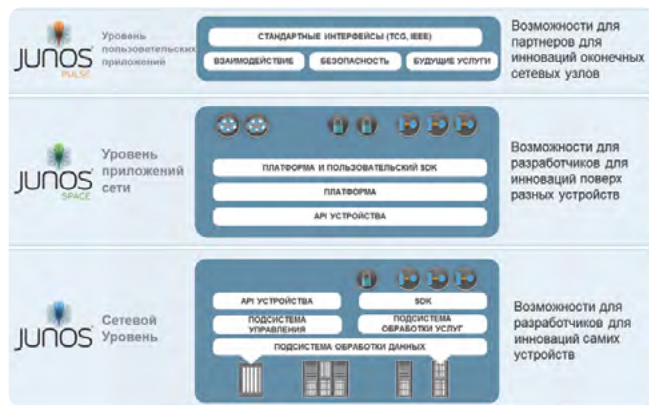 JUNOS
PULSE
Уровень
пользовательских
приложений
СТАНДАРТНЫЕ ИНТЕРФЕЙСЫ (TCG, IEEE)
ВЗАИМОДЕЙСТВИЕ
БЕЗОПАСНОСТЬ
БУДУЩИЕ УСЛУГИ
Возможности для
партнеров для
инноваций оконечных
сетевых узлов
JUNOS
SPACE
Уровень
приложений
сети
ПЛАТФОРМА И ПОЛЬЗОВАТЕЛЬСКИЙ SDK
ПЛАТФОРМА
API УСТРОЙСТВА
Возможности для
разработчиков для
инноваций поверх
разных устройств
JUNOS
Сетевой
Уровень
API УСТРОЙСТВА
SDK
ПОДСИСТЕМА
УПРАВЛЕНИЯ
ПОДСИСТЕМА
ОБРАБОТКИ УСЛУГ
ПОДСИСТЕМА ОБРАБОТКИ ДАННЫХ
Возможности для
разработчиков для
инноваций самих
устройств